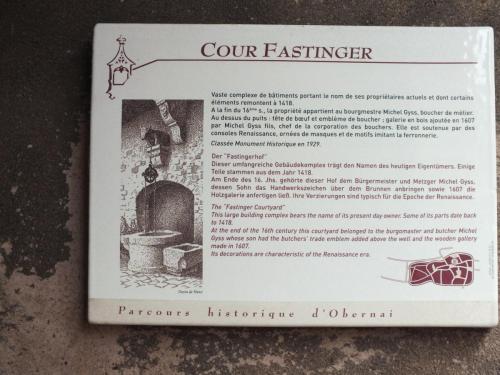 COUR FASTINGER
Vaste complexe de bâtiments portant le nom de ses propriétaires actuels et dont certains
éléments remontent à 1418.
A la fin du 16ème s., la propriété appartient au bourgmestre Michel Gyss, boucher de métier.
Au dessus du puits : tête de bœuf et emblème de boucher ; galerie en bois ajoutée en 1607
par Michel Gyss fils, chef de la corporation des bouchers. Elle est soutenue par des
consoles Renaissance, ornées de masques et de motifs imitant la ferronnerie.
Classée Monument Historique en 1929.
Der "Fastingerhof"
Dieser umfangreiche Gebäudekomplex trägt den Namen des heutigen Eigentümers. Einige
Teile stammen aus dem Jahr 1418.
Am Ende des 16. Jhs. gehörte dieser Hof dem Bürgermeister und Metzger Michel Gyss,
dessen Sohn das Handwerkszeichen über dem Brunnen anbringen sowie 1607 die
Holzgalerie anfertigen ließ. Ihre Verzierungen sind typisch für die Epoche der Renaissance.
The "Fastinger Courtyard"
This large building complex bears the name of its present day owner. Some of its parts date back
to 1418.
At the end of the 16th century this courtyard belonged to the burgomaster and butcher Michel
Gyss whose son had the butchers' trade emblem added above the well and the wooden gallery
made in 1607.
Its decorations are characteristic of the Renaissance era.
Parcours historique d'Obernai